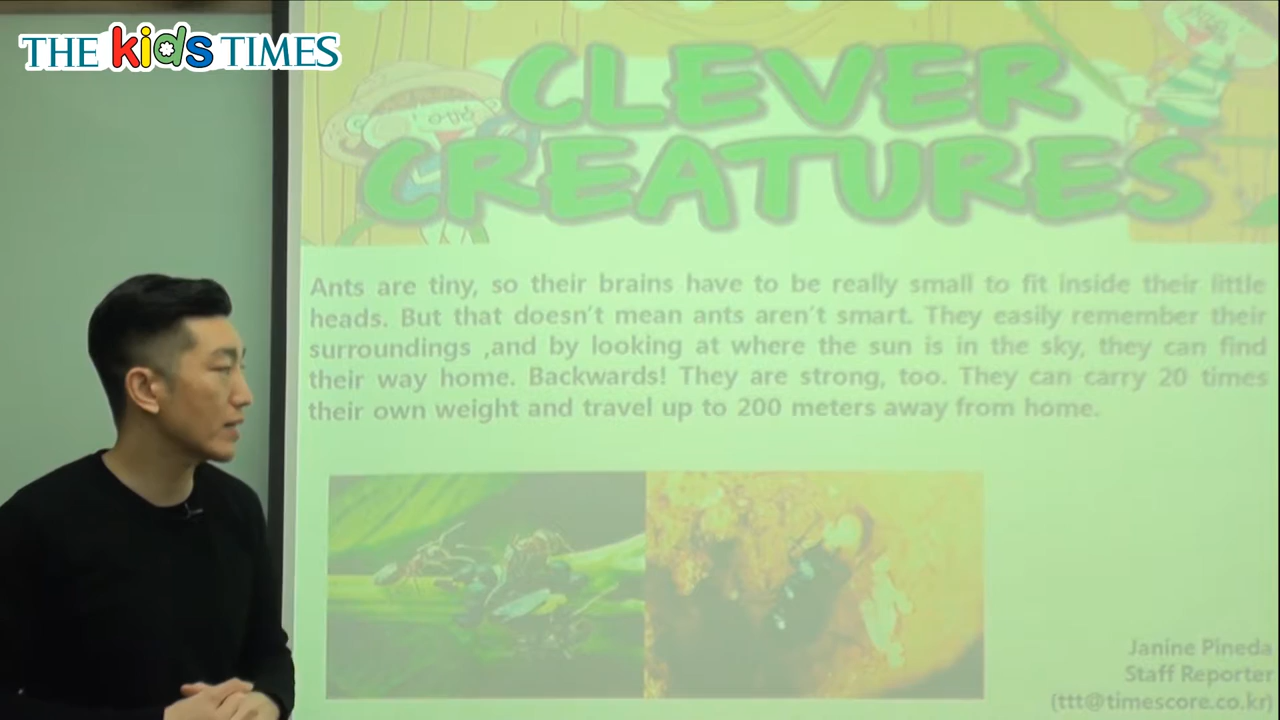 THE kids TIMES
CLEVER
CREATURES
Ants are tiny, so their brains have to be really small to fit inside their little
heads. But that doesn't mean ants aren't smart. They easily remember their
surroundings ,and by looking at where the sun is in the sky, they can find
their way home. Backwards! They are strong, too. They can carry 20 times
their own weight and travel up to 200 meters away from home.
Janine Pineda
Staff Reporter
(ttt@timescore.co.kr)